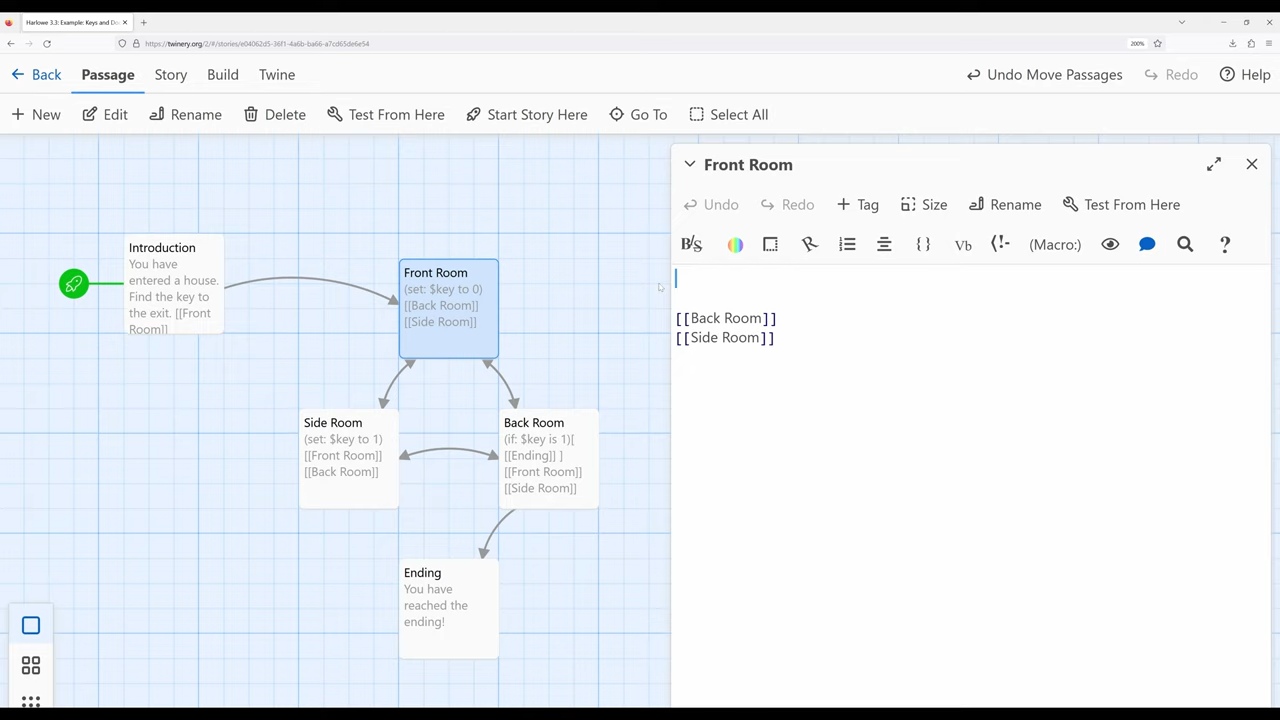 Harlowe 3.3: Example: Keys and Do
https://twinery.org/2/#/stories/e04062d5-36f1-4a6b-ba66-a7cd65de6e54
200%
Back
Passage
Story
Build
Twine
Undo Move Passages
Redo
Help
New
Edit
Rename
Delete
Test From Here
Start Story Here
Go To
Select All
Introduction
You have
entered a house.
Find the key to
the exit. [[Front
Room]]
Front Room
(set: $key to 0)
[[Back Room]]
[[Side Room]]
Side Room
(set: $key to 1)
[[Front Room]]
[[Back Room]]
Back Room
(if: $key is 1)[
[[Ending]] ]
[[Front Room]]
[[Side Room]]
Ending
You have
reached the
ending!
Front Room
Undo
Redo
Tag
Size
Rename
Test From Here
B/S
{}
Vb
(!-
(Macro:)
?
[[Back Room]]
[[Side Room]]